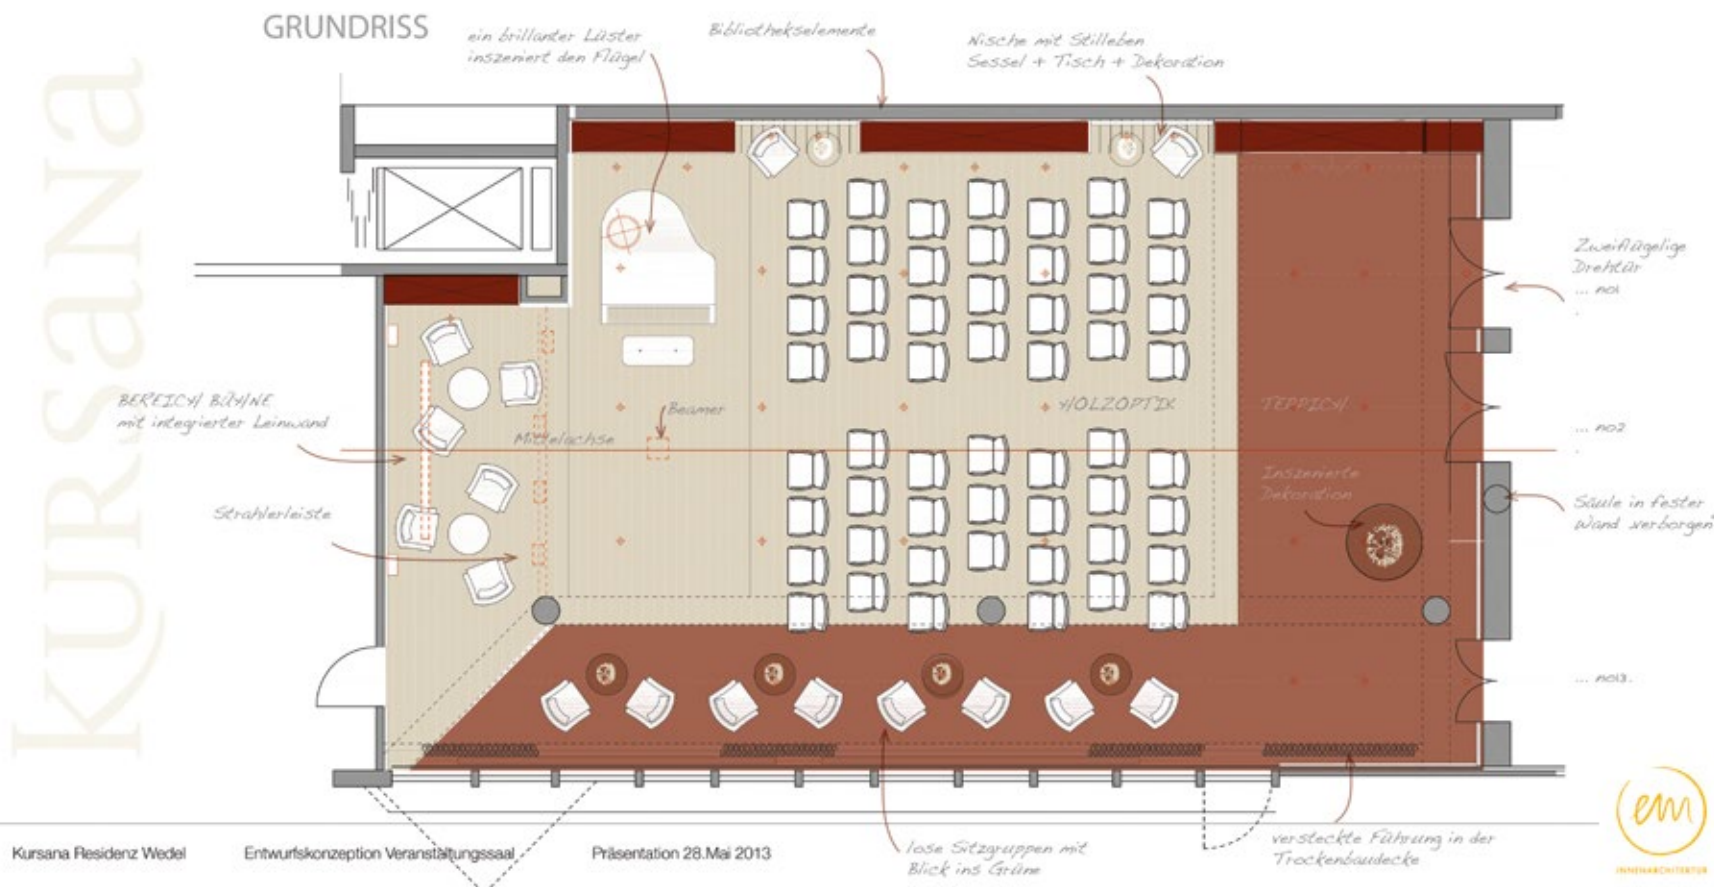 GRUNDRISS
ein brillanter Lüster
inszeniert den Flügel
Bibliothekselemente
Nische mit Stilleben
Sessel + Tisch + Dekoration
KURSANA
Zweiflügelige
Drehtür
... no1
.
BEREICH BÜHNE
mit integrierter Leinwand
Beamer
HOLZOPTIK
TEPPICH
Mittelachse
... no2
.
Inszenierte
Dekoration
Strahlerleiste
Säule in fester
Wand verborgen
... no3.
Kursana Residenz Wedel
Entwurfskonzeption Veranstaltungssaal
Präsentation 28.Mai 2013
lose Sitzgruppen mit
Blick ins Grüne
versteckte Führung in der
Trockenbaudecke
em
INNENARCHITEKTUR